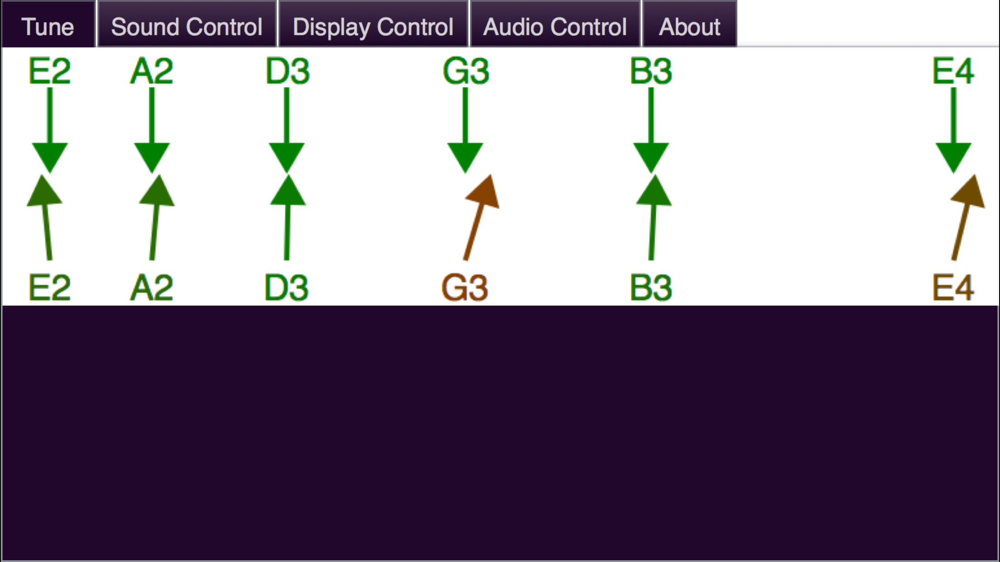 Tune Sound Control Display Control Audio Control About
E2 A2 D3 G3 B3 E4
E2 A2 D3 G3 B3 E4